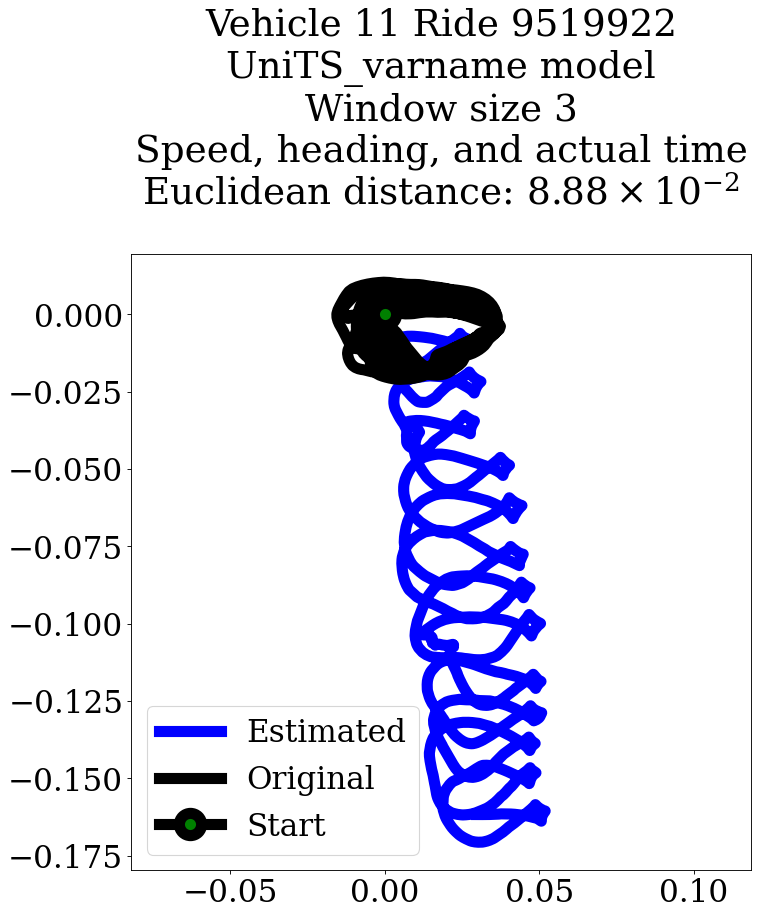 Vehicle 11 Ride 9519922
UniTS_varname model
Window size 3
Speed, heading, and actual time
Euclidean distance: 8.88 × 10⁻²
0.000
−0.025
−0.050
−0.075
−0.100
−0.125
−0.150
−0.175
Estimated
Original
Start
−0.05 0.00 0.05 0.10